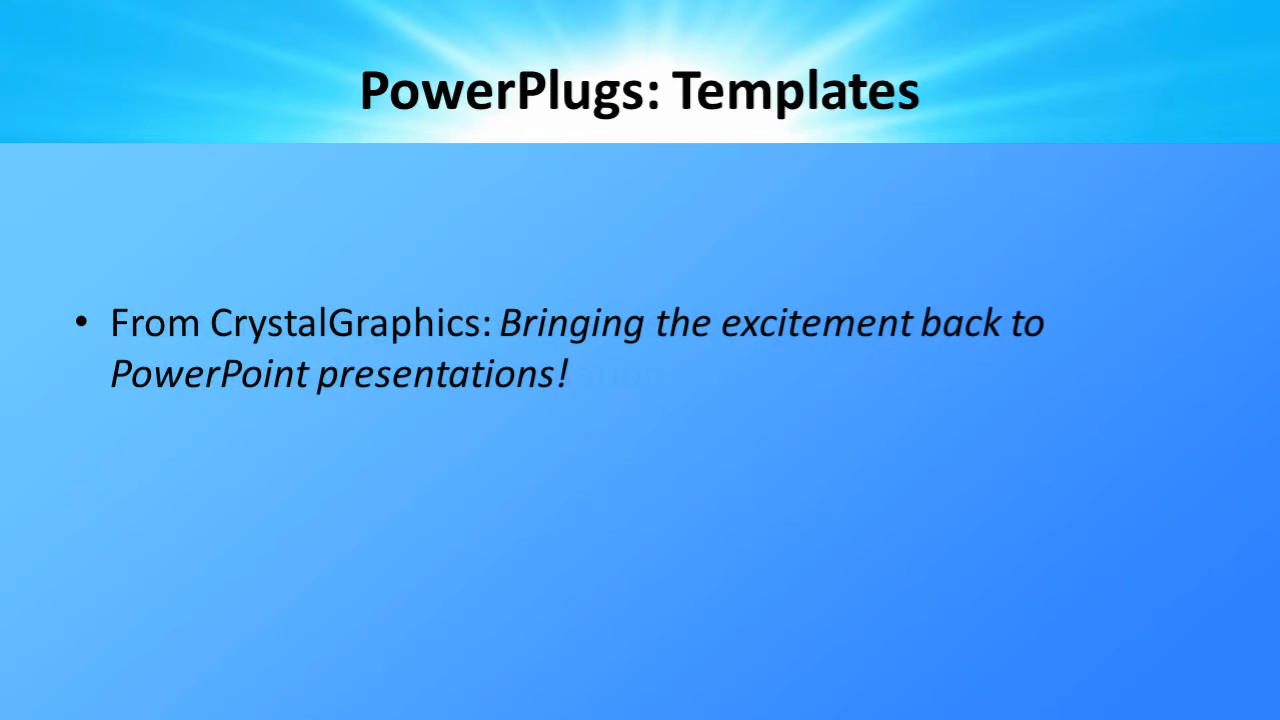 PowerPlugs: Templates
• From CrystalGraphics: Bringing the excitement back to
PowerPoint presentations!